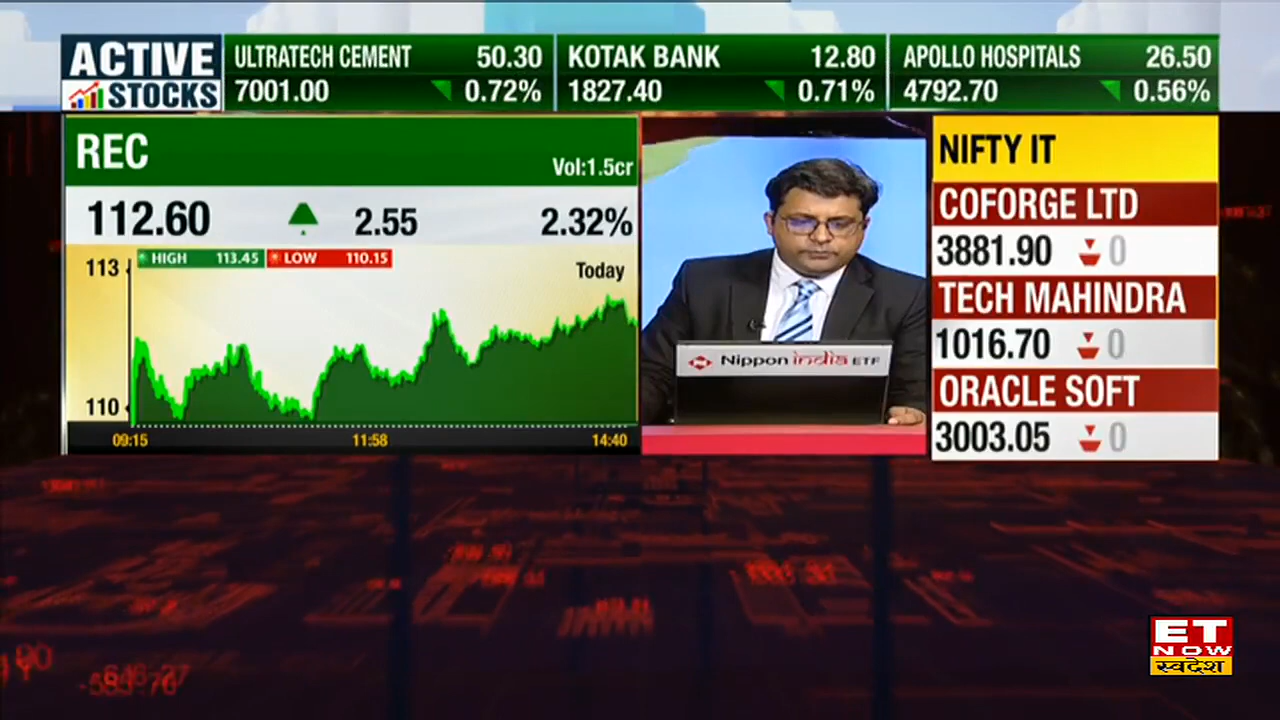 ACTIVE STOCKS
ULTRATECH CEMENT 50.30
7001.00 0.72%
KOTAK BANK 12.80
1827.40 0.71%
APOLLO HOSPITALS 26.50
4792.70 0.56%
REC
Vol:1.5cr
112.60 2.55 2.32%
HIGH 113.45 LOW 110.15
Today
113
110
09:15 11:58 14:40
Nippon india ETF
NIFTY IT
COFORGE LTD
3881.90 0
TECH MAHINDRA
1016.70 0
ORACLE SOFT
3003.05 0
ET
NOW
स्वदेश